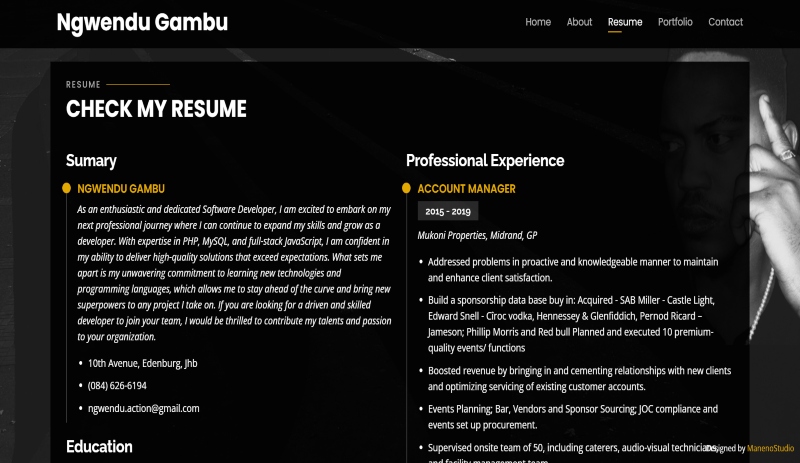 Ngwendu Gambu
Home About Resume Portfolio Contact
RESUME
CHECK MY RESUME
Sumary
NGWENDU GAMBU
As an enthusiastic and dedicated Software Developer, I am excited to embark on my
next professional journey where I can continue to expand my skills and grow as a
developer. With expertise in PHP, MySQL, and full-stack JavaScript, I am confident in
my ability to deliver high-quality solutions that exceed expectations. What sets me
apart is my unwavering commitment to learning new technologies and
programming languages, which allows me to stay ahead of the curve and bring new
superpowers to any project I take on. If you are looking for a driven and skilled
developer to join your team, I would be thrilled to contribute my talents and passion
to your organization.
• 10th Avenue, Edenburg, Jhb
• (084) 626-6194
• ngwendu.action@gmail.com
Education
Professional Experience
ACCOUNT MANAGER
2015 - 2019
Mukoni Properties, Midrand, GP
• Addressed problems in proactive and knowledgeable manner to maintain
and enhance client satisfaction.
• Build a sponsorship data base buy in: Acquired - SAB Miller - Castle Light,
Edward Snell - Cîroc vodka, Hennessey & Glenfiddich, Pernod Ricard –
Jameson; Phillip Morris and Red bull Planned and executed 10 premium-
quality events/ functions
• Boosted revenue by bringing in and cementing relationships with new clients
and optimizing servicing of existing customer accounts.
• Events Planning; Bar, Vendors and Sponsor Sourcing; JOC compliance and
events set up procurement.
• Supervised onsite team of 50, including caterers, audio-visual technicians,
and facility management team
Designed by ManenoStudio